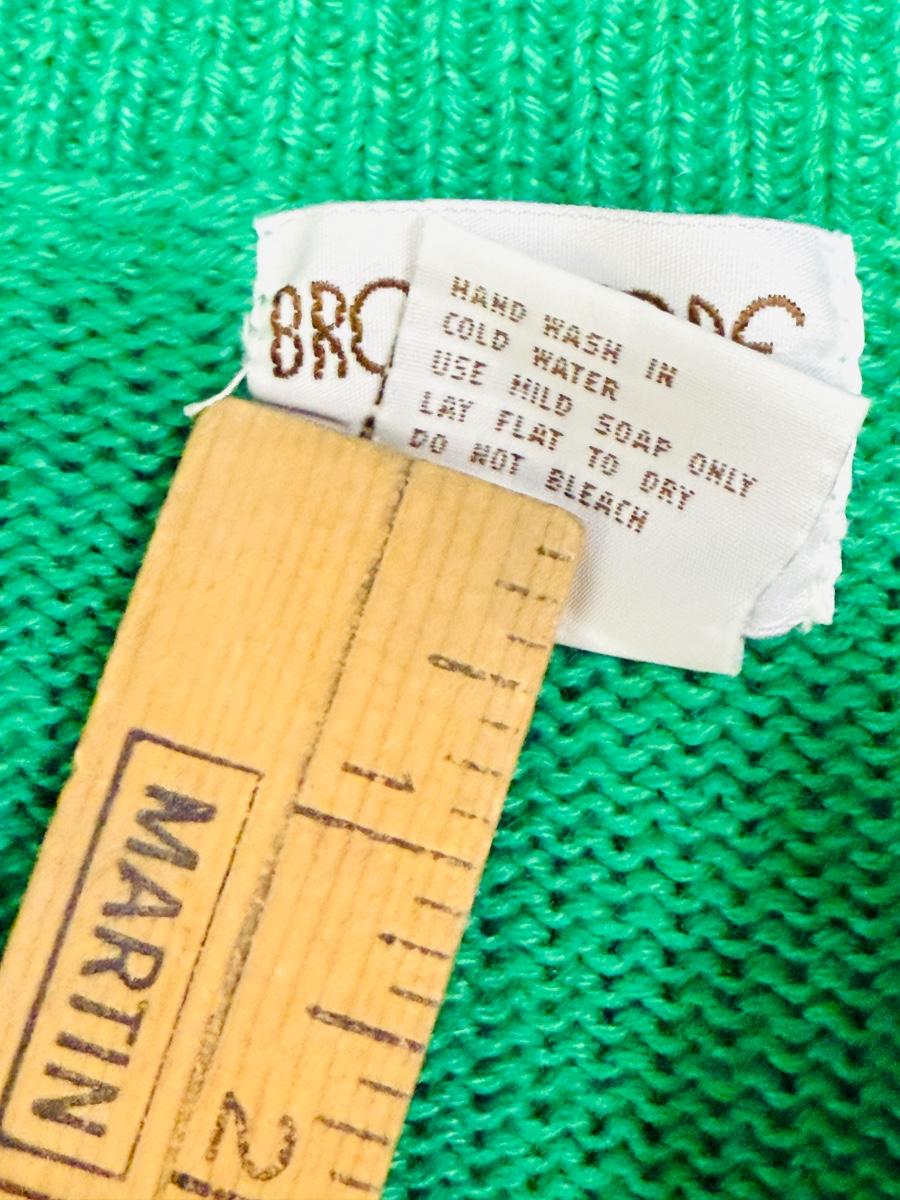 BRO
HAND WASH IN
COLD WATER
USE MILD SOAP ONLY
LAY FLAT TO DRY
DO NOT BLEACH
1
MARTIN
2